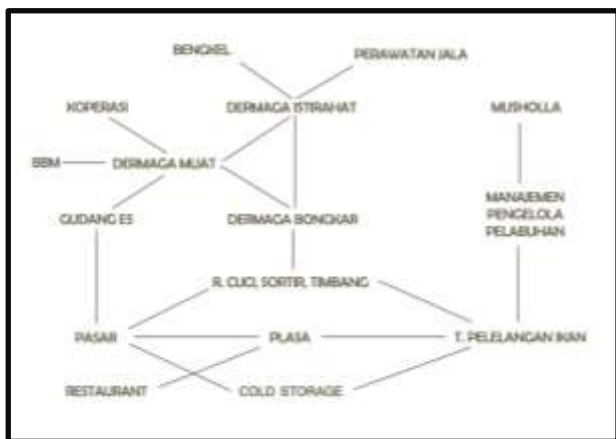 BENGKEL
PERAWATAN JALA
KOPERASI
DERMAGA ISTIRAHAT
MUSHOLLA
BBM
DERMAGA MUAT
MANAJEMEN
PENGELOLA
PELABUHAN
GUDANG ES
DERMAGA BONGKAR
R. CUCI, SORTIR, TIMBANG
PASAR
PLASA
T. PELELANGAN IKAN
RESTAURANT
COLD STORAGE